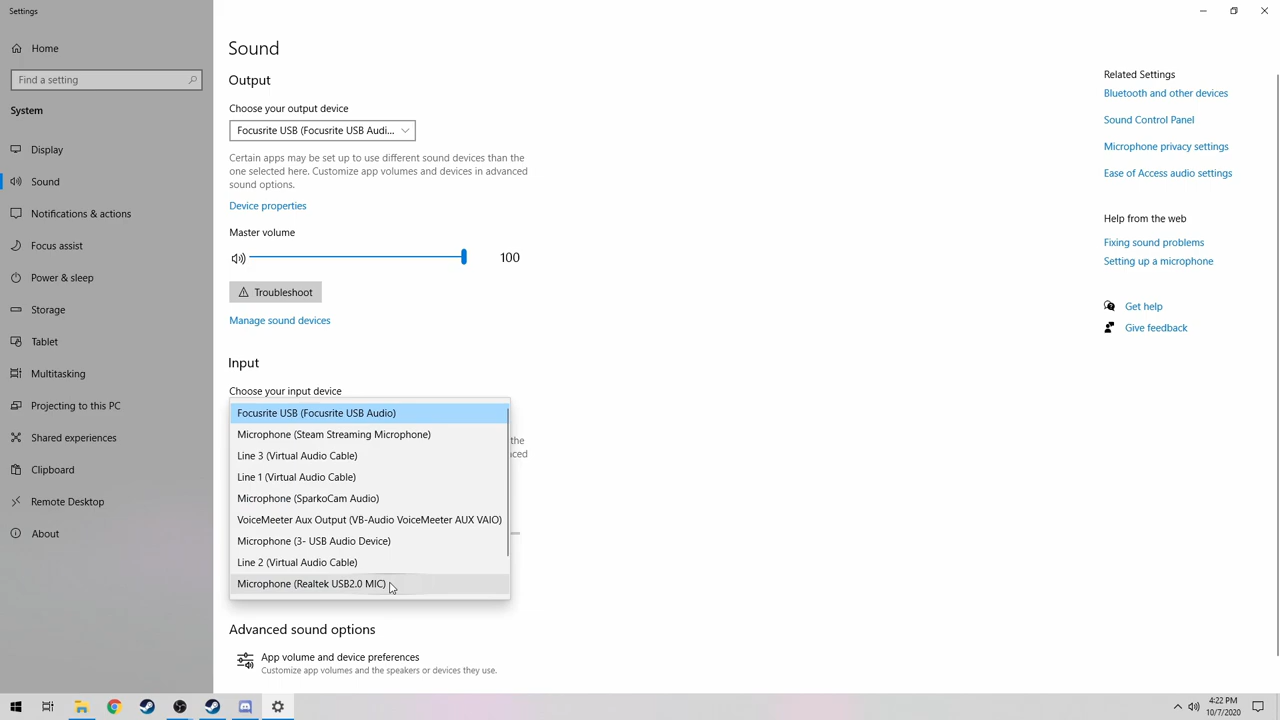 Settings
Home
Find a setting
System
Display
Sound
Notifications & actions
Focus assist
Power & sleep
Storage
Tablet
Multitasking
Projecting to this PC
Shared experiences
Clipboard
Remote Desktop
About
Sound
Output
Choose your output device
Focusrite USB (Focusrite USB Audi...
Certain apps may be set up to use different sound devices than the
one selected here. Customize app volumes and devices in advanced
sound options.
Device properties
Master volume
100
Troubleshoot
Manage sound devices
Input
Choose your input device
Focusrite USB (Focusrite USB Audio)
Microphone (Steam Streaming Microphone)
the
Line 3 (Virtual Audio Cable)
ced
Line 1 (Virtual Audio Cable)
Microphone (SparkoCam Audio)
VoiceMeeter Aux Output (VB-Audio VoiceMeeter AUX VAIO)
Microphone (3- USB Audio Device)
Line 2 (Virtual Audio Cable)
Microphone (Realtek USB2.0 MIC)
Advanced sound options
App volume and device preferences
Customize app volumes and the speakers or devices they use.
Related Settings
Bluetooth and other devices
Sound Control Panel
Microphone privacy settings
Ease of Access audio settings
Help from the web
Fixing sound problems
Setting up a microphone
Get help
Give feedback
4:22 PM
10/7/2020